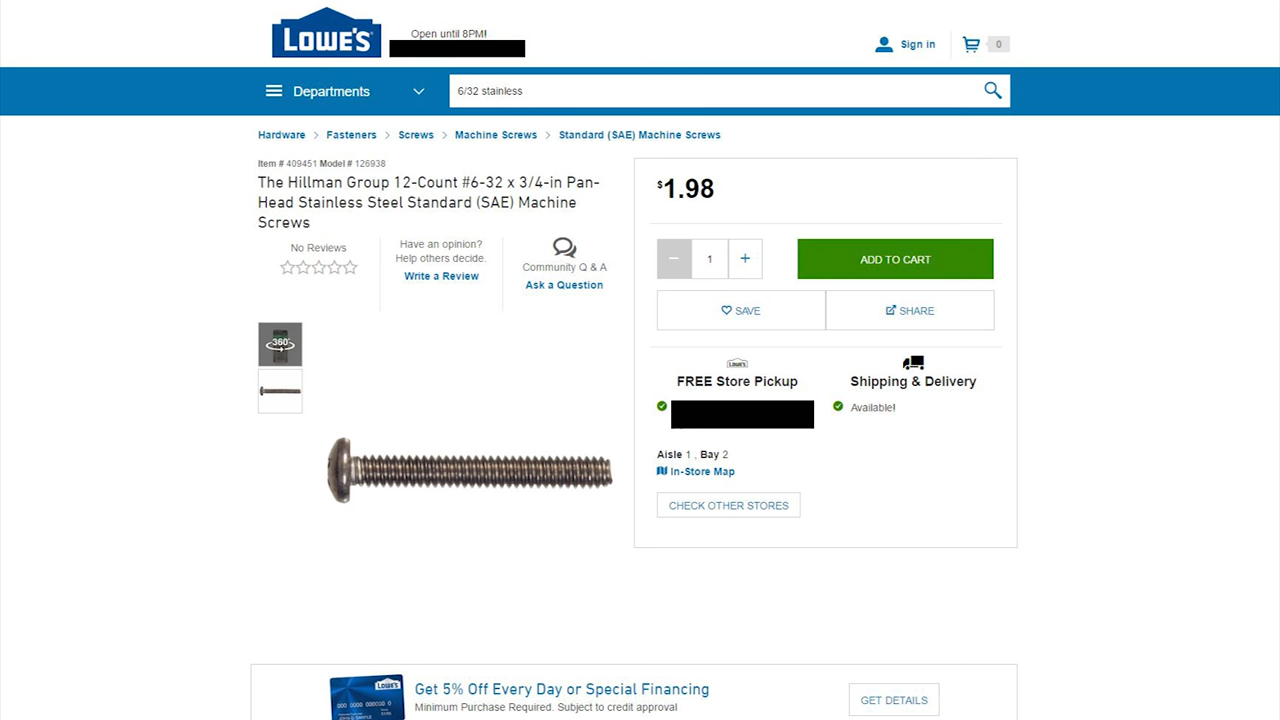 LOWE'S
Open until 8PM!
Sign in
0
Departments
6/32 stainless
Hardware > Fasteners > Screws > Machine Screws > Standard (SAE) Machine Screws
Item # 409451 Model # 126938
The Hillman Group 12-Count #6-32 x 3/4-in Pan-
Head Stainless Steel Standard (SAE) Machine
Screws
No Reviews
Have an opinion?
Help others decide.
Write a Review
Community Q & A
Ask a Question
360°
$1.98
1
ADD TO CART
SAVE
SHARE
LOWE'S
FREE Store Pickup
Shipping & Delivery
Available!
Aisle 1 , Bay 2
In-Store Map
CHECK OTHER STORES
LOWE'S
Get 5% Off Every Day or Special Financing
Minimum Purchase Required. Subject to credit approval
GET DETAILS